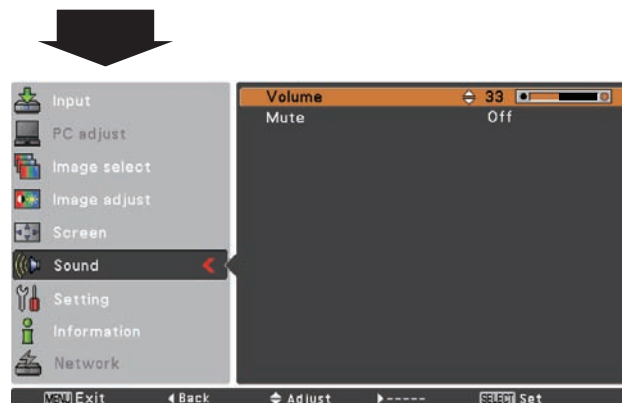 Input
PC adjust
Image select
Image adjust
Screen
Sound
Setting
Information
Network
Volume 33
Mute Off
MENU Exit Back Adjust ----- SELECT Set